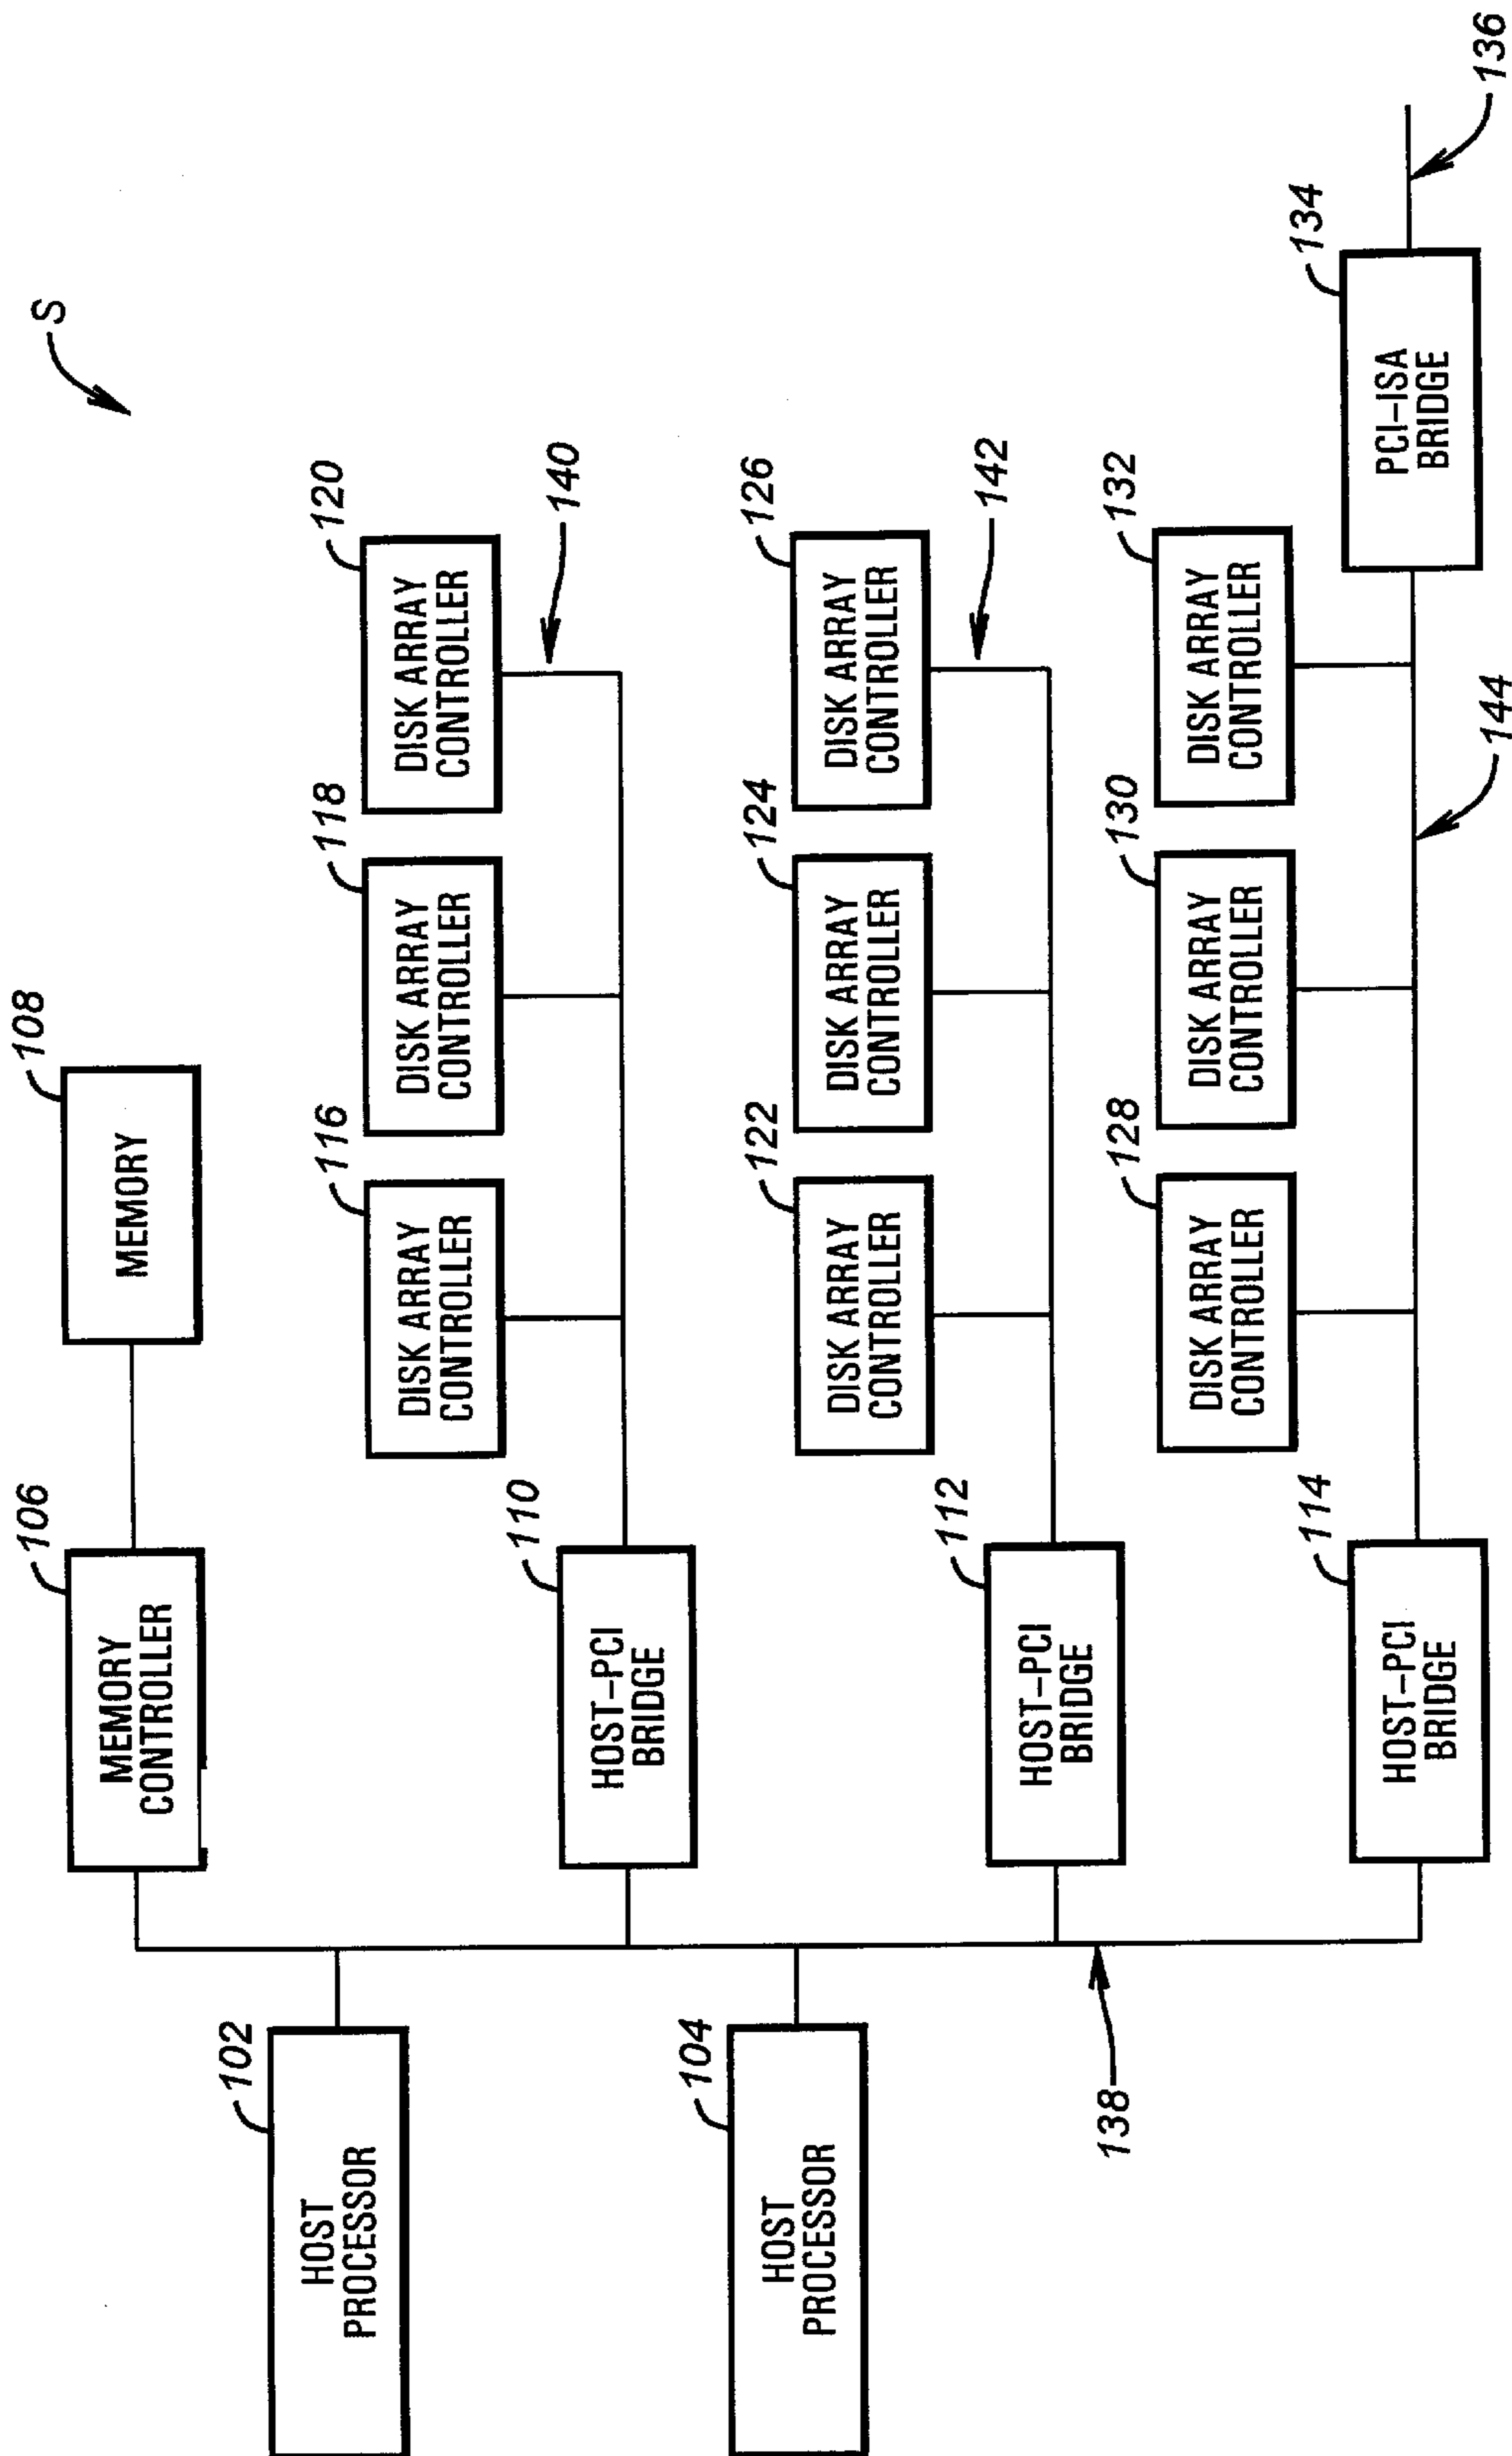 S
102
HOST
PROCESSOR
104
HOST
PROCESSOR
138
106
MEMORY
CONTROLLER
108
MEMORY
110
HOST-PCI
BRIDGE
116
DISK ARRAY
CONTROLLER
118
DISK ARRAY
CONTROLLER
120
DISK ARRAY
CONTROLLER
140
112
HOST-PCI
BRIDGE
122
DISK ARRAY
CONTROLLER
124
DISK ARRAY
CONTROLLER
126
DISK ARRAY
CONTROLLER
142
114
HOST-PCI
BRIDGE
128
DISK ARRAY
CONTROLLER
130
DISK ARRAY
CONTROLLER
132
DISK ARRAY
CONTROLLER
144
134
PCI-ISA
BRIDGE
136